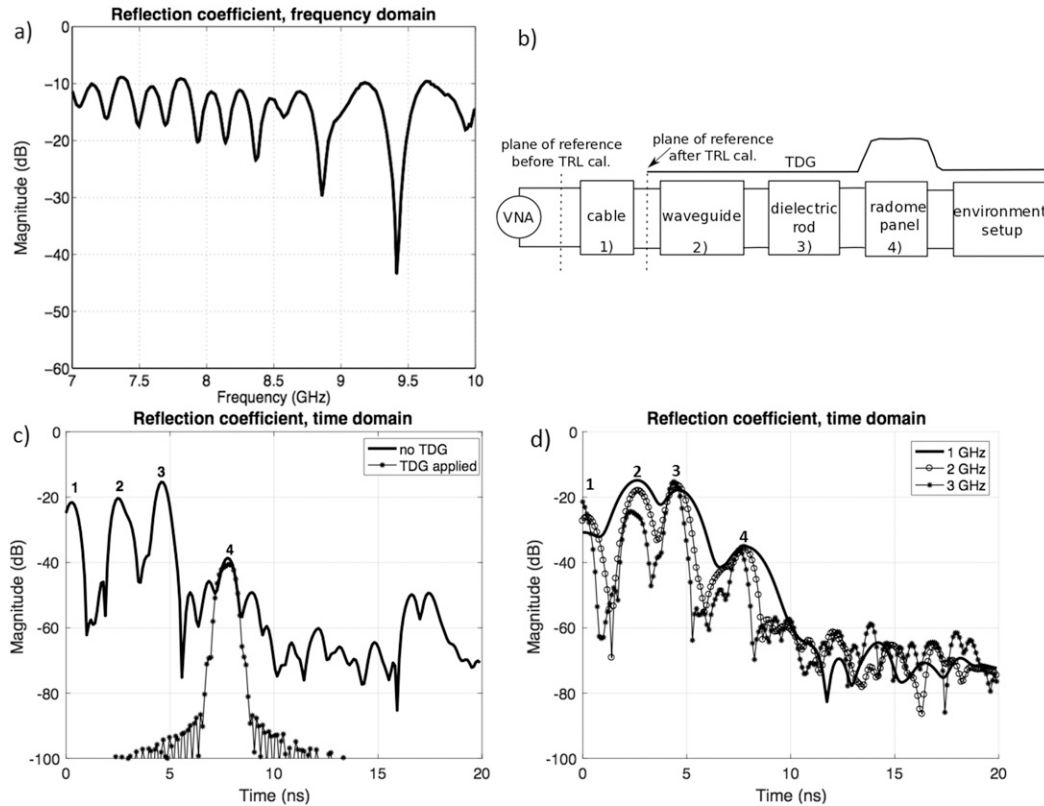 a)
Reflection coefficient, frequency domain
Magnitude (dB)
0
−10
−20
−30
−40
−50
−60
7
7.5
8
8.5
9
9.5
10
Frequency (GHz)
b)
plane of reference
before TRL cal.
plane of reference
after TRL cal.
TDG
VNA
cable
1)
waveguide
2)
dielectric
rod
3)
radome
panel
4)
environment
setup
c)
Reflection coefficient, time domain
Magnitude (dB)
0
-20
-40
-60
-80
-100
1
2
3
4
no TDG
TDG applied
0
5
10
15
20
Time (ns)
d)
Reflection coefficient, time domain
Magnitude (dB)
0
-20
-40
-60
-80
-100
1
2
3
4
1 GHz
2 GHz
3 GHz
0
5
10
15
20
Time (ns)